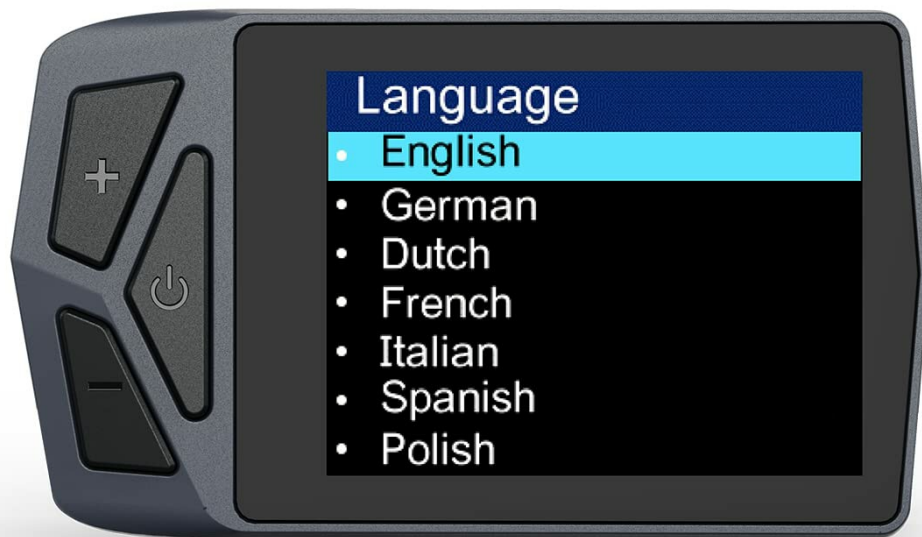 Language
• English
• German
• Dutch
• French
• Italian
• Spanish
• Polish